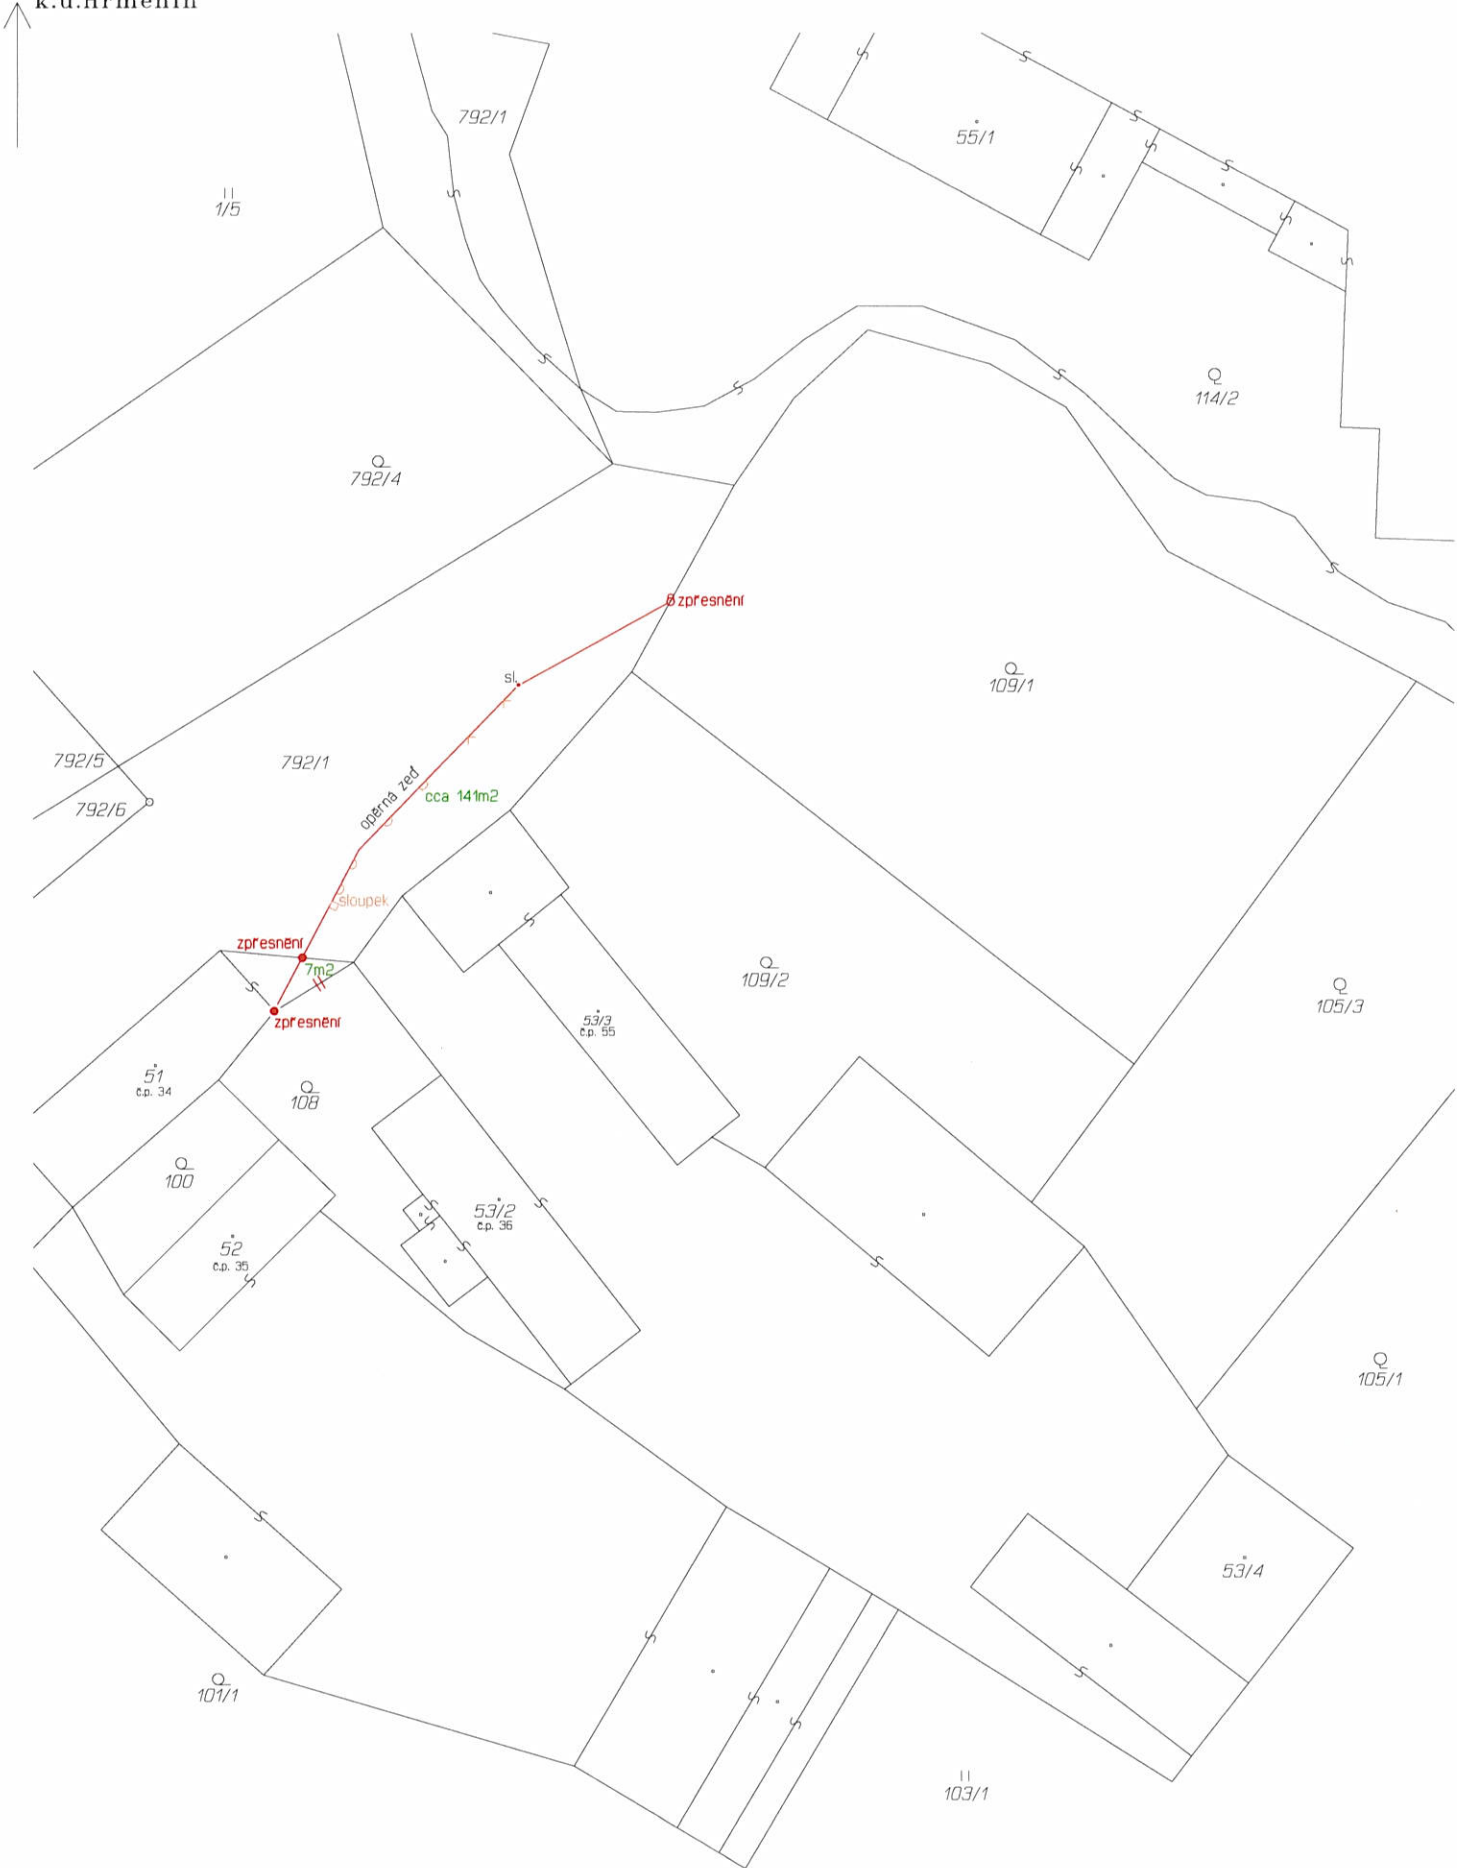 k.ú.Heřmenín
792/1
55/1
1/5
114/2
792/4
zpřesnění
sl.
109/1
792/5
792/1
opěrná zeď
cca 141m2
792/6
sloupek
zpřesnění
7m2
109/2
105/3
53/3
č.p. 55
zpřesnění
51
č.p. 34
108
100
53/2
č.p. 36
52
č.p. 35
105/1
53/4
101/1
103/1